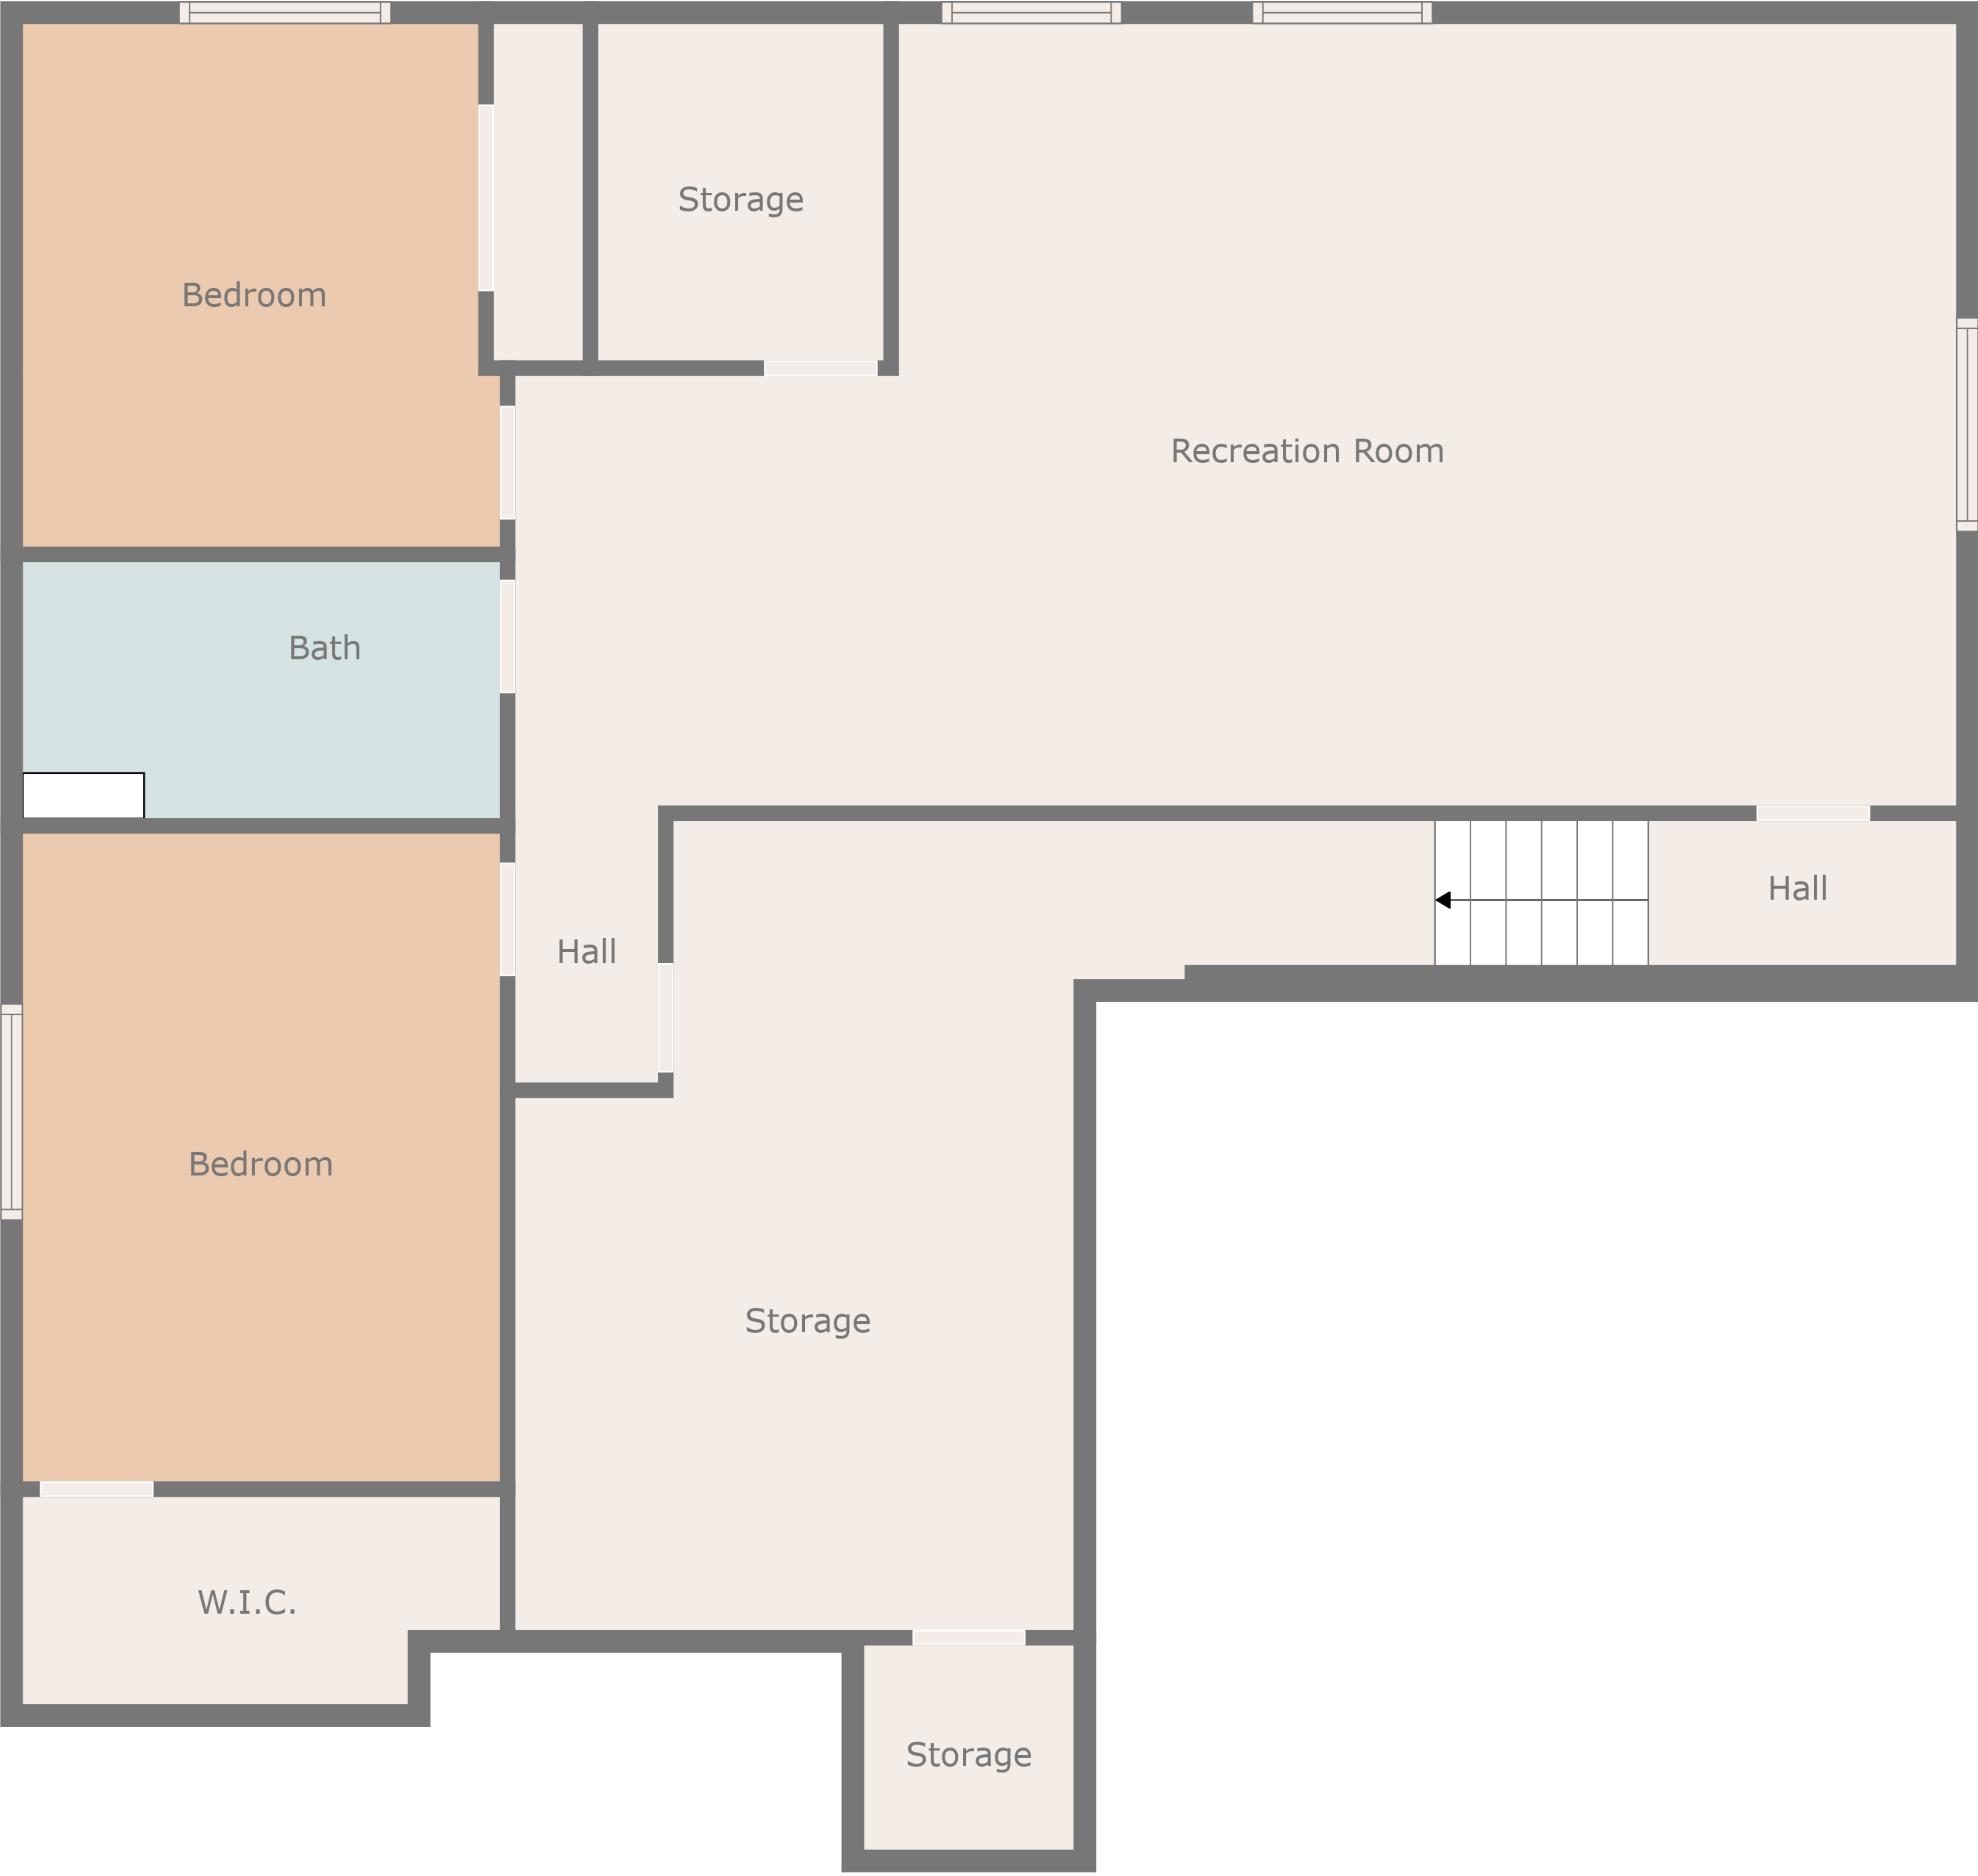 Storage
Bedroom
Recreation Room
Bath
Hall
Hall
Bedroom
Storage
W.I.C.
Storage